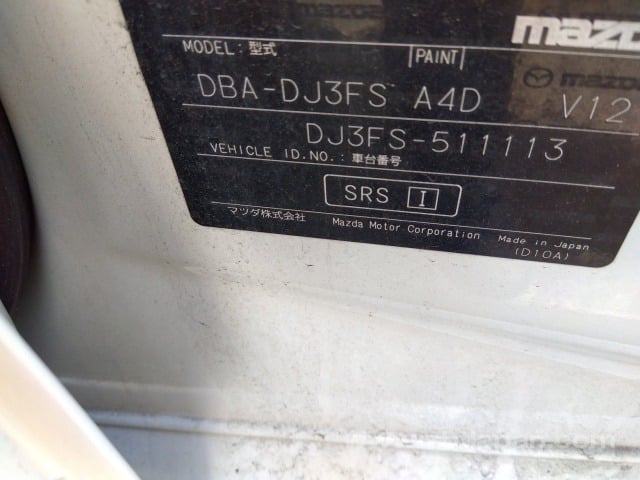 mazda
MODEL: 型式 |PAINT|
mazda
DBA-DJ3FS A4D V12
DJ3FS-511113
VEHICLE ID.NO.: 車台番号
SRS I
マツダ株式会社 Mazda Motor Corporation Made in Japan
(D10A)